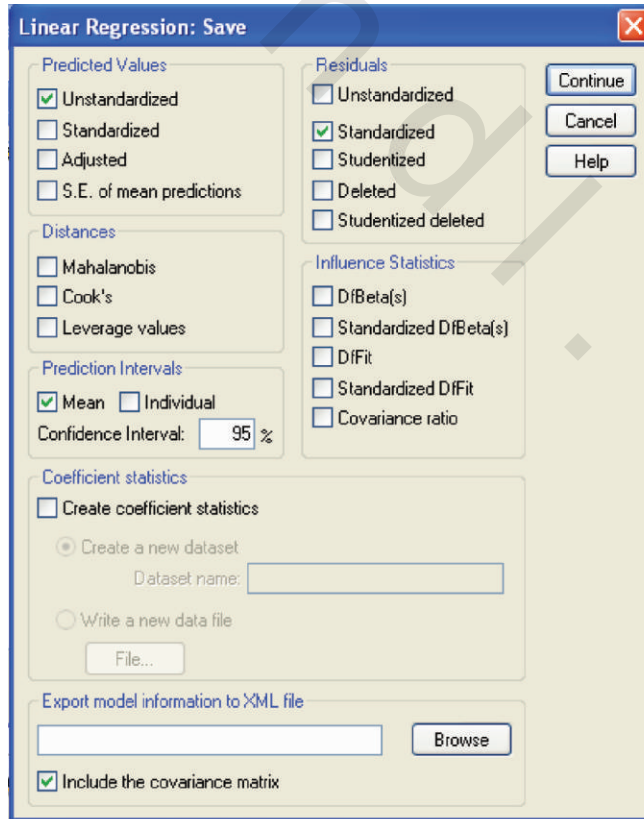 Linear Regression: Save
Predicted Values
Unstandardized
Standardized
Adjusted
S.E. of mean predictions
Distances
Mahalanobis
Cook's
Leverage values
Prediction Intervals
Mean Individual
Confidence Interval: 95 %
Residuals
Unstandardized
Standardized
Studentized
Deleted
Studentized deleted
Influence Statistics
DfBeta(s)
Standardized DfBeta(s)
DfFit
Standardized DfFit
Covariance ratio
Continue
Cancel
Help
Coefficient statistics
Create coefficient statistics
Create a new dataset
Dataset name:
Write a new data file
File...
Export model information to XML file
Browse
Include the covariance matrix